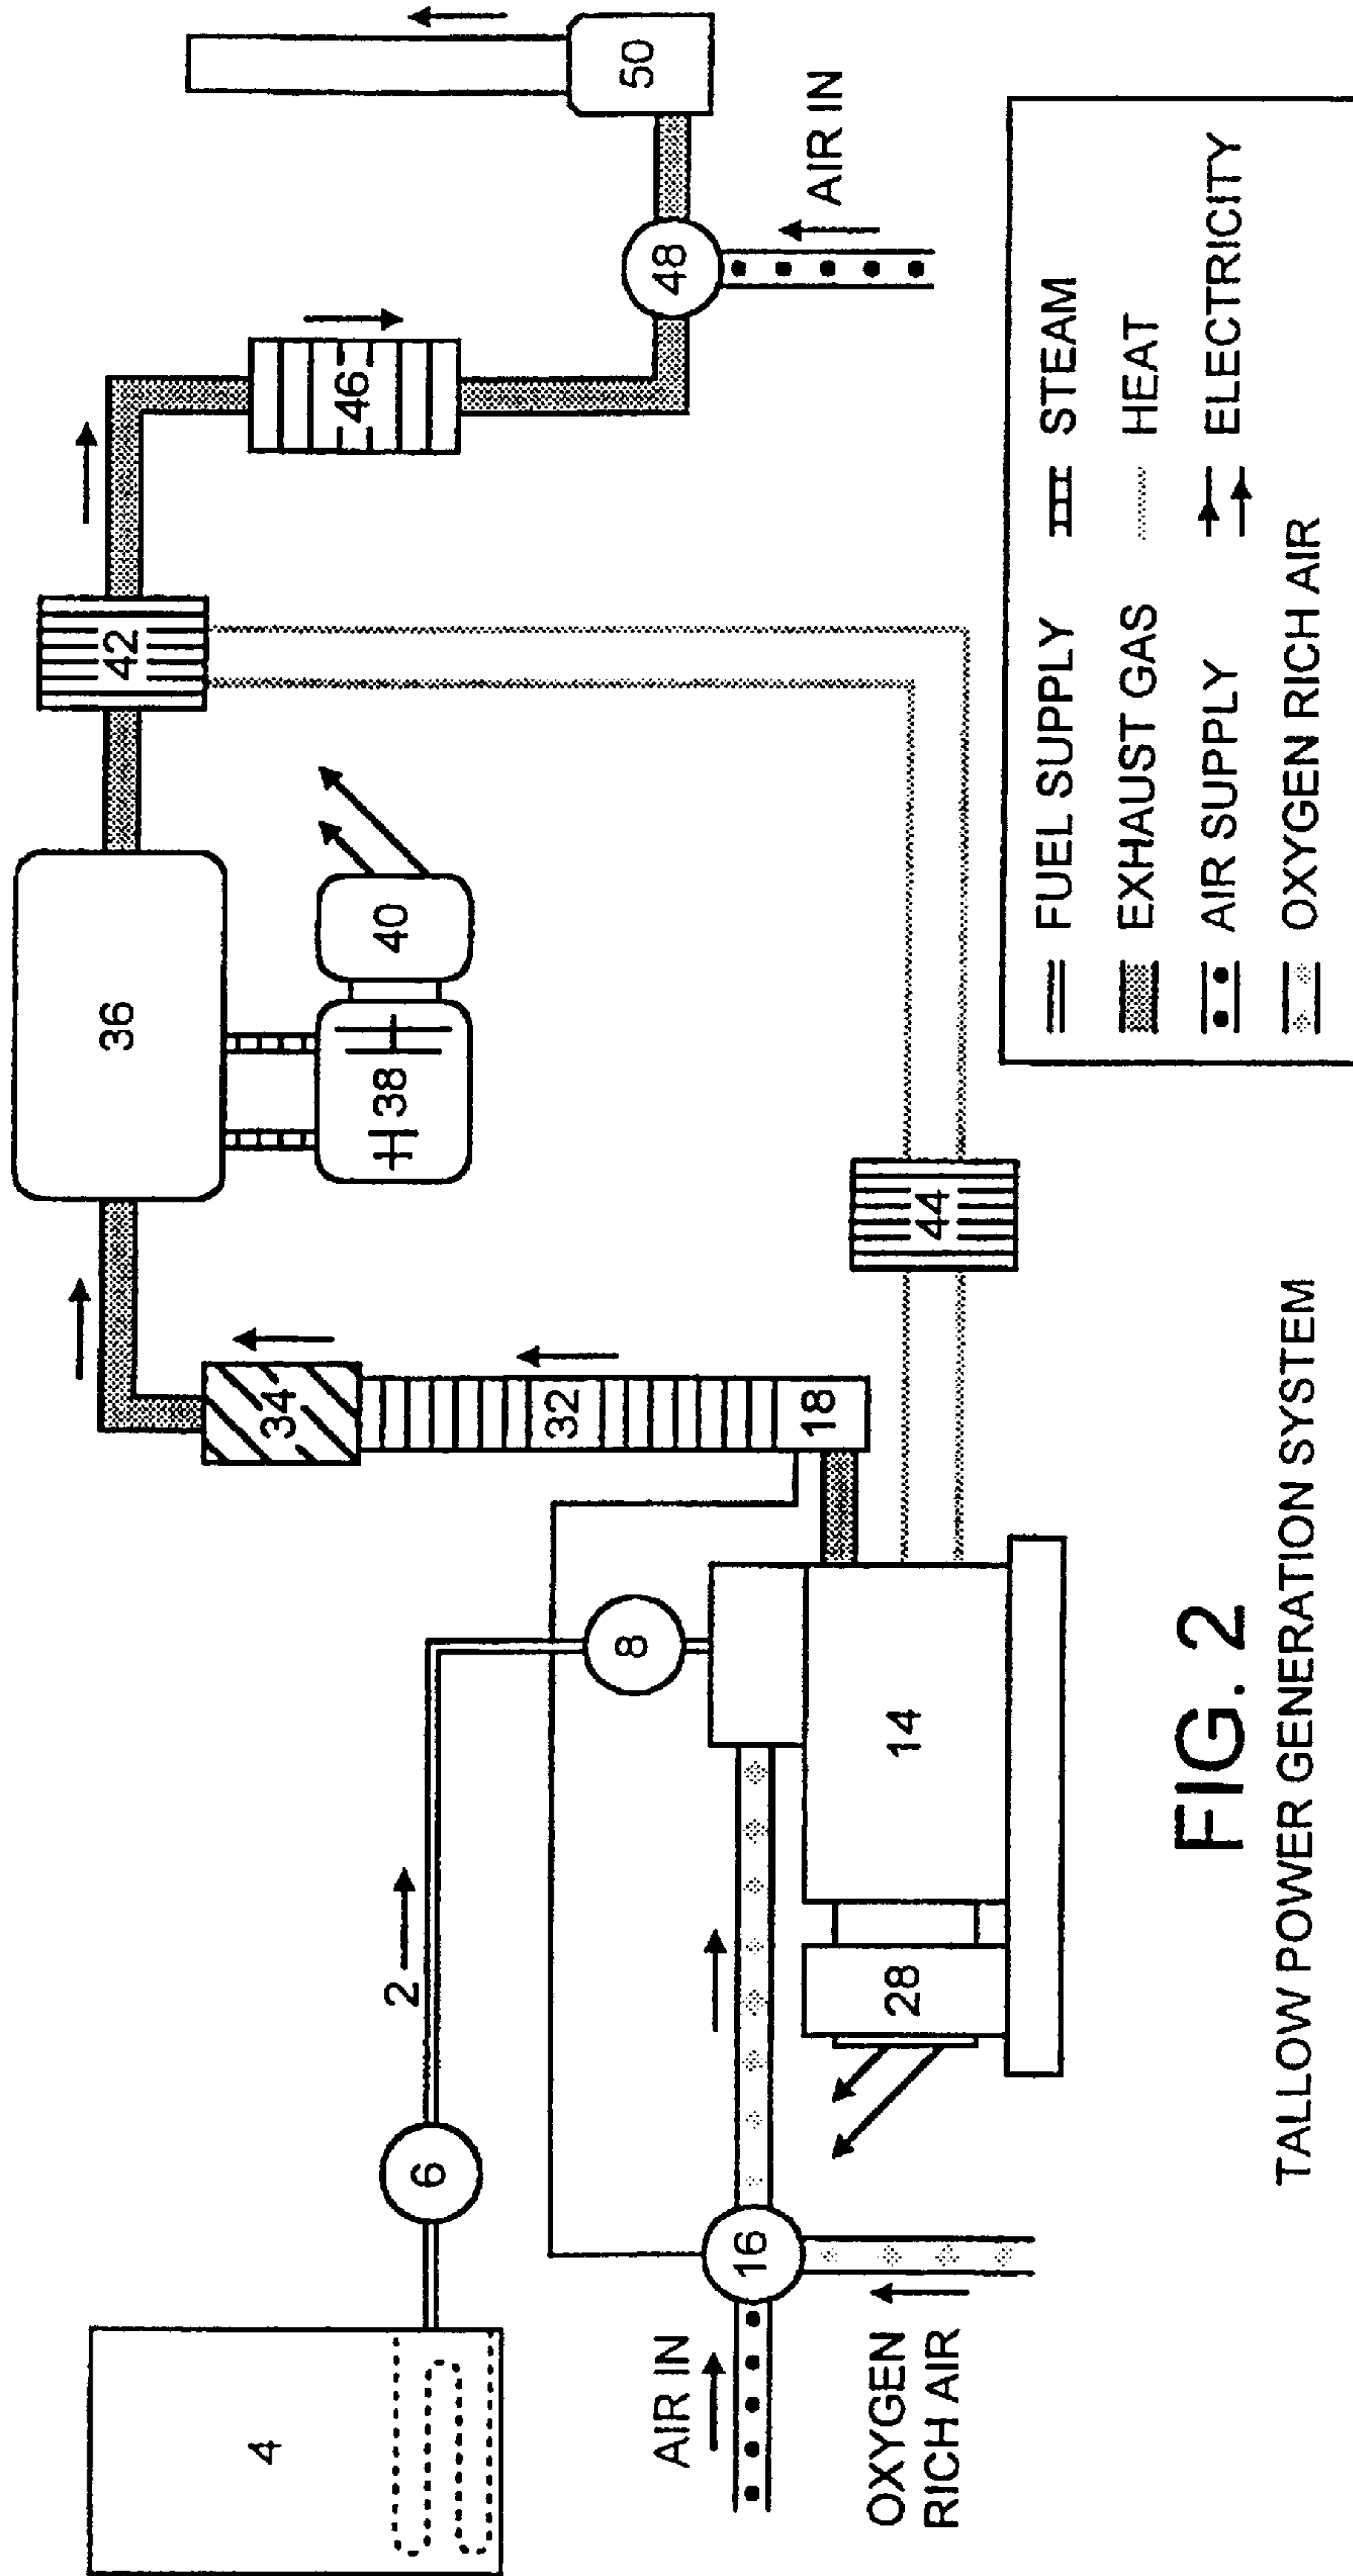 4
6
2
8
AIR IN
OXYGEN
RICH AIR
16
28
14
18
32
34
36
38
40
42
44
46
48
AIR IN
50
FUEL SUPPLY
STEAM
EXHAUST GAS
HEAT
AIR SUPPLY
ELECTRICITY
OXYGEN RICH AIR
FIG. 2
TALLOW POWER GENERATION SYSTEM